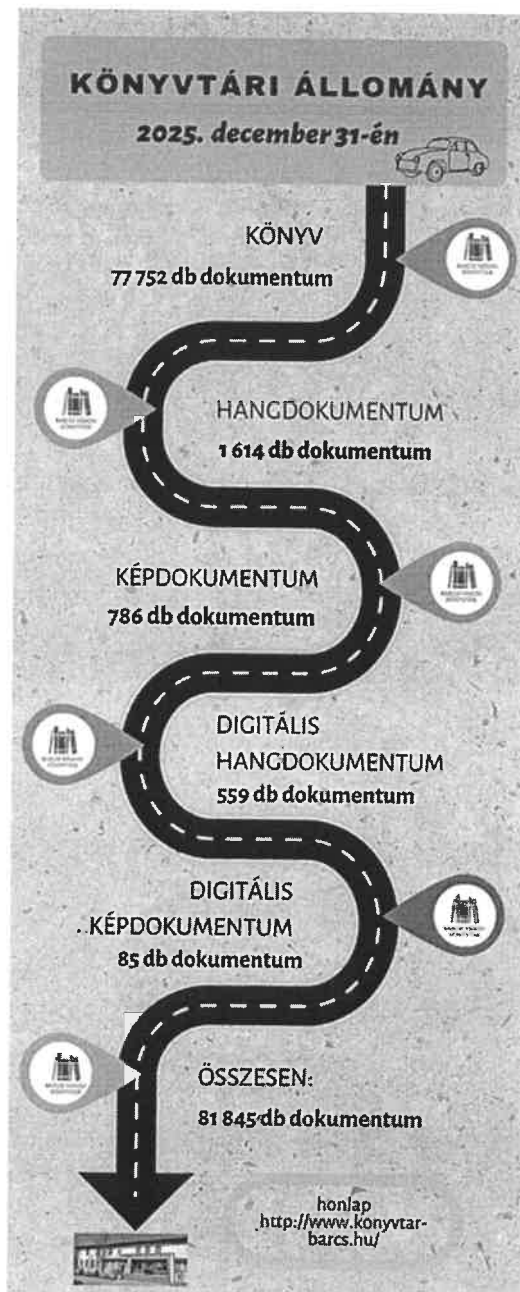 KÖNYVTÁRI ÁLLOMÁNY
2025. december 31-én
KÖNYV
77 752 db dokumentum
HANGDOKUMENTUM
1 614 db dokumentum
KÉPDOKUMENTUM
786 db dokumentum
DIGITÁLIS
HANGDOKUMENTUM
559 db dokumentum
DIGITÁLIS
KÉPDOKUMENTUM
85 db dokumentum
ÖSSZESEN:
81 845 db dokumentum
honlap
http://www.konyvtar-
barcs.hu/